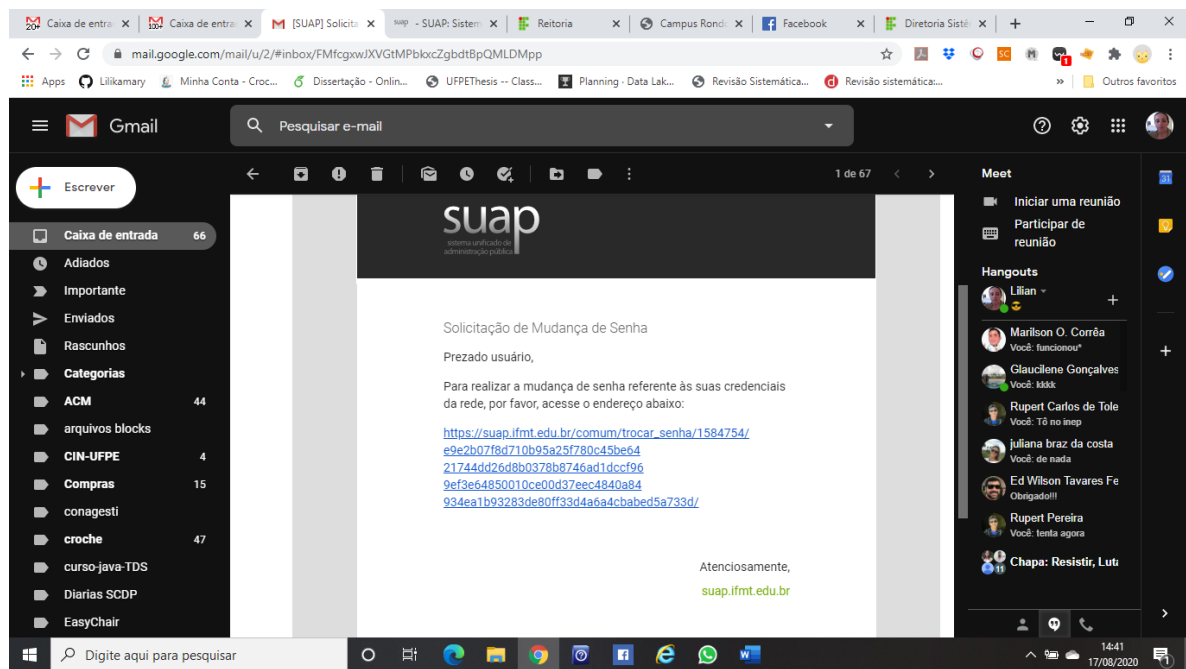 Caixa de entra
Caixa de entra
[SUAP] Solicita
suap - SUAP: Sistem
Reitoria
Campus Rondo
Facebook
Diretoria Sistê
mail.google.com/mail/u/2/#inbox/FMfcgxwJXVGtMPbkxcZgbdtBpQMLDMpp
Apps
Lilikamary
Minha Conta - Croc...
Dissertação - Onlin...
UFPEThesis -- Class...
Planning - Data Lak...
Revisão Sistemática...
Revisão sistemática:...
»
Outros favoritos
Gmail
Pesquisar e-mail
Escrever
1 de 67
Caixa de entrada 66
Adiados
Importante
Enviados
Rascunhos
Categorias
ACM 44
arquivos blocks
CIN-UFPE 4
Compras 15
conagesti
croche 47
curso-java-TDS
Diarias SCDP
EasyChair
suap
sistema unificado de
administração pública
Solicitação de Mudança de Senha
Prezado usuário,
Para realizar a mudança de senha referente às suas credenciais
da rede, por favor, acesse o endereço abaixo:
https://suap.ifmt.edu.br/comum/trocar_senha/1584754/
e9e2b07f8d710b95a25f780c45be64
21744dd26d8b0378b8746ad1dccf96
9ef3e64850010ce00d37eec4840a84
934ea1b93283de80ff33d4a6a4cbabed5a733d/
Atenciosamente,
suap.ifmt.edu.br
Meet
Iniciar uma reunião
Participar de
reunião
Hangouts
Lilian
Marilson O. Corrêa
Você: funcionou*
Glaucilene Gonçalves
Você: kkkk
Rupert Carlos de Tole
Você: Tô no inep
juliana braz da costa
Você: de nada
Ed Wilson Tavares Fe
Obrigado!!!
Rupert Pereira
Você: tenta agora
Chapa: Resistir, Luta
11
31
Digite aqui para pesquisar
14:41
17/08/2020